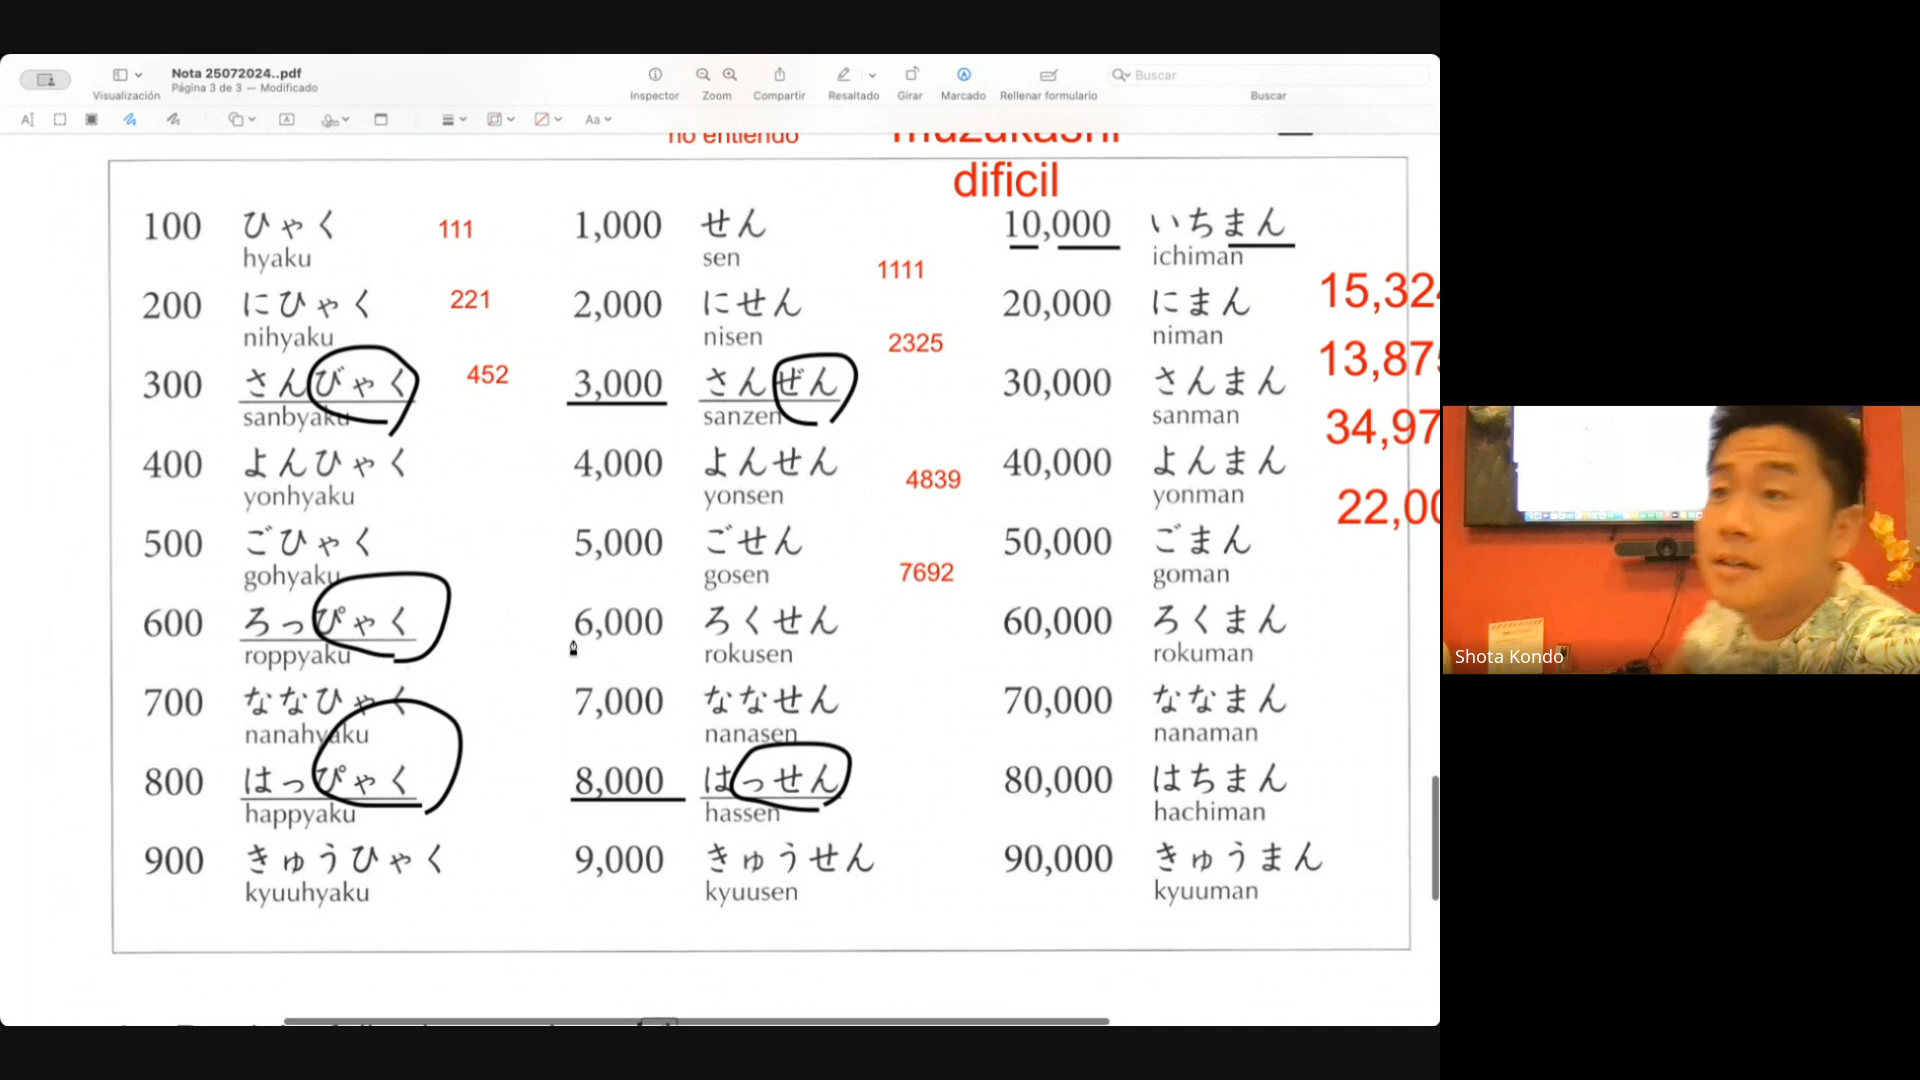 Nota 25072024..pdf
Página 3 de 3 — Modificado
Visualización
Inspector
Zoom
Compartir
Resaltado
Girar
Marcado
Rellenar formulario
Buscar
Buscar
no entiendo
muzukashi
dificil
100 ひゃく 111
hyaku
200 にひゃく 221
nihyaku
300 さんびゃく 452
sanbyaku
400 よんひゃく
yonhyaku
500 ごひゃく
gohyaku
600 ろっぴゃく
roppyaku
700 ななひゃく
nanahyaku
800 はっぴゃく
happyaku
900 きゅうひゃく
kyuuhyaku
1,000 せん
sen
1111
2,000 にせん
nisen
2325
3,000 さんぜん
sanzen
4,000 よんせん
yonsen
4839
5,000 ごせん
gosen
7692
6,000 ろくせん
rokusen
7,000 ななせん
nanasen
8,000 はっせん
hassen
9,000 きゅうせん
kyuusen
10,000 いちまん
ichiman
20,000 にまん
niman
30,000 さんまん
sanman
40,000 よんまん
yonman
50,000 ごまん
goman
60,000 ろくまん
rokuman
70,000 ななまん
nanaman
80,000 はちまん
hachiman
90,000 きゅうまん
kyuuman
15,32
13,87
34,97
22,00
Shota Kondo